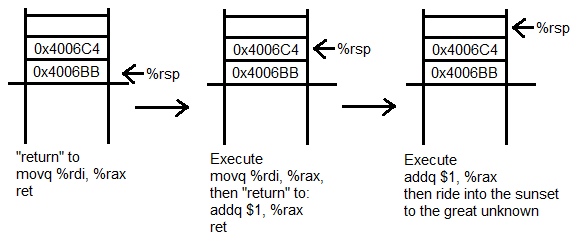 0x4006C4
0x4006BB
%rsp
"return" to
movq %rdi, %rax
ret
0x4006C4
%rsp
0x4006BB
Execute
movq %rdi, %rax,
then "return" to:
addq $1, %rax
ret
%rsp
0x4006C4
0x4006BB
Execute
addq $1, %rax
then ride into the sunset
to the great unknown